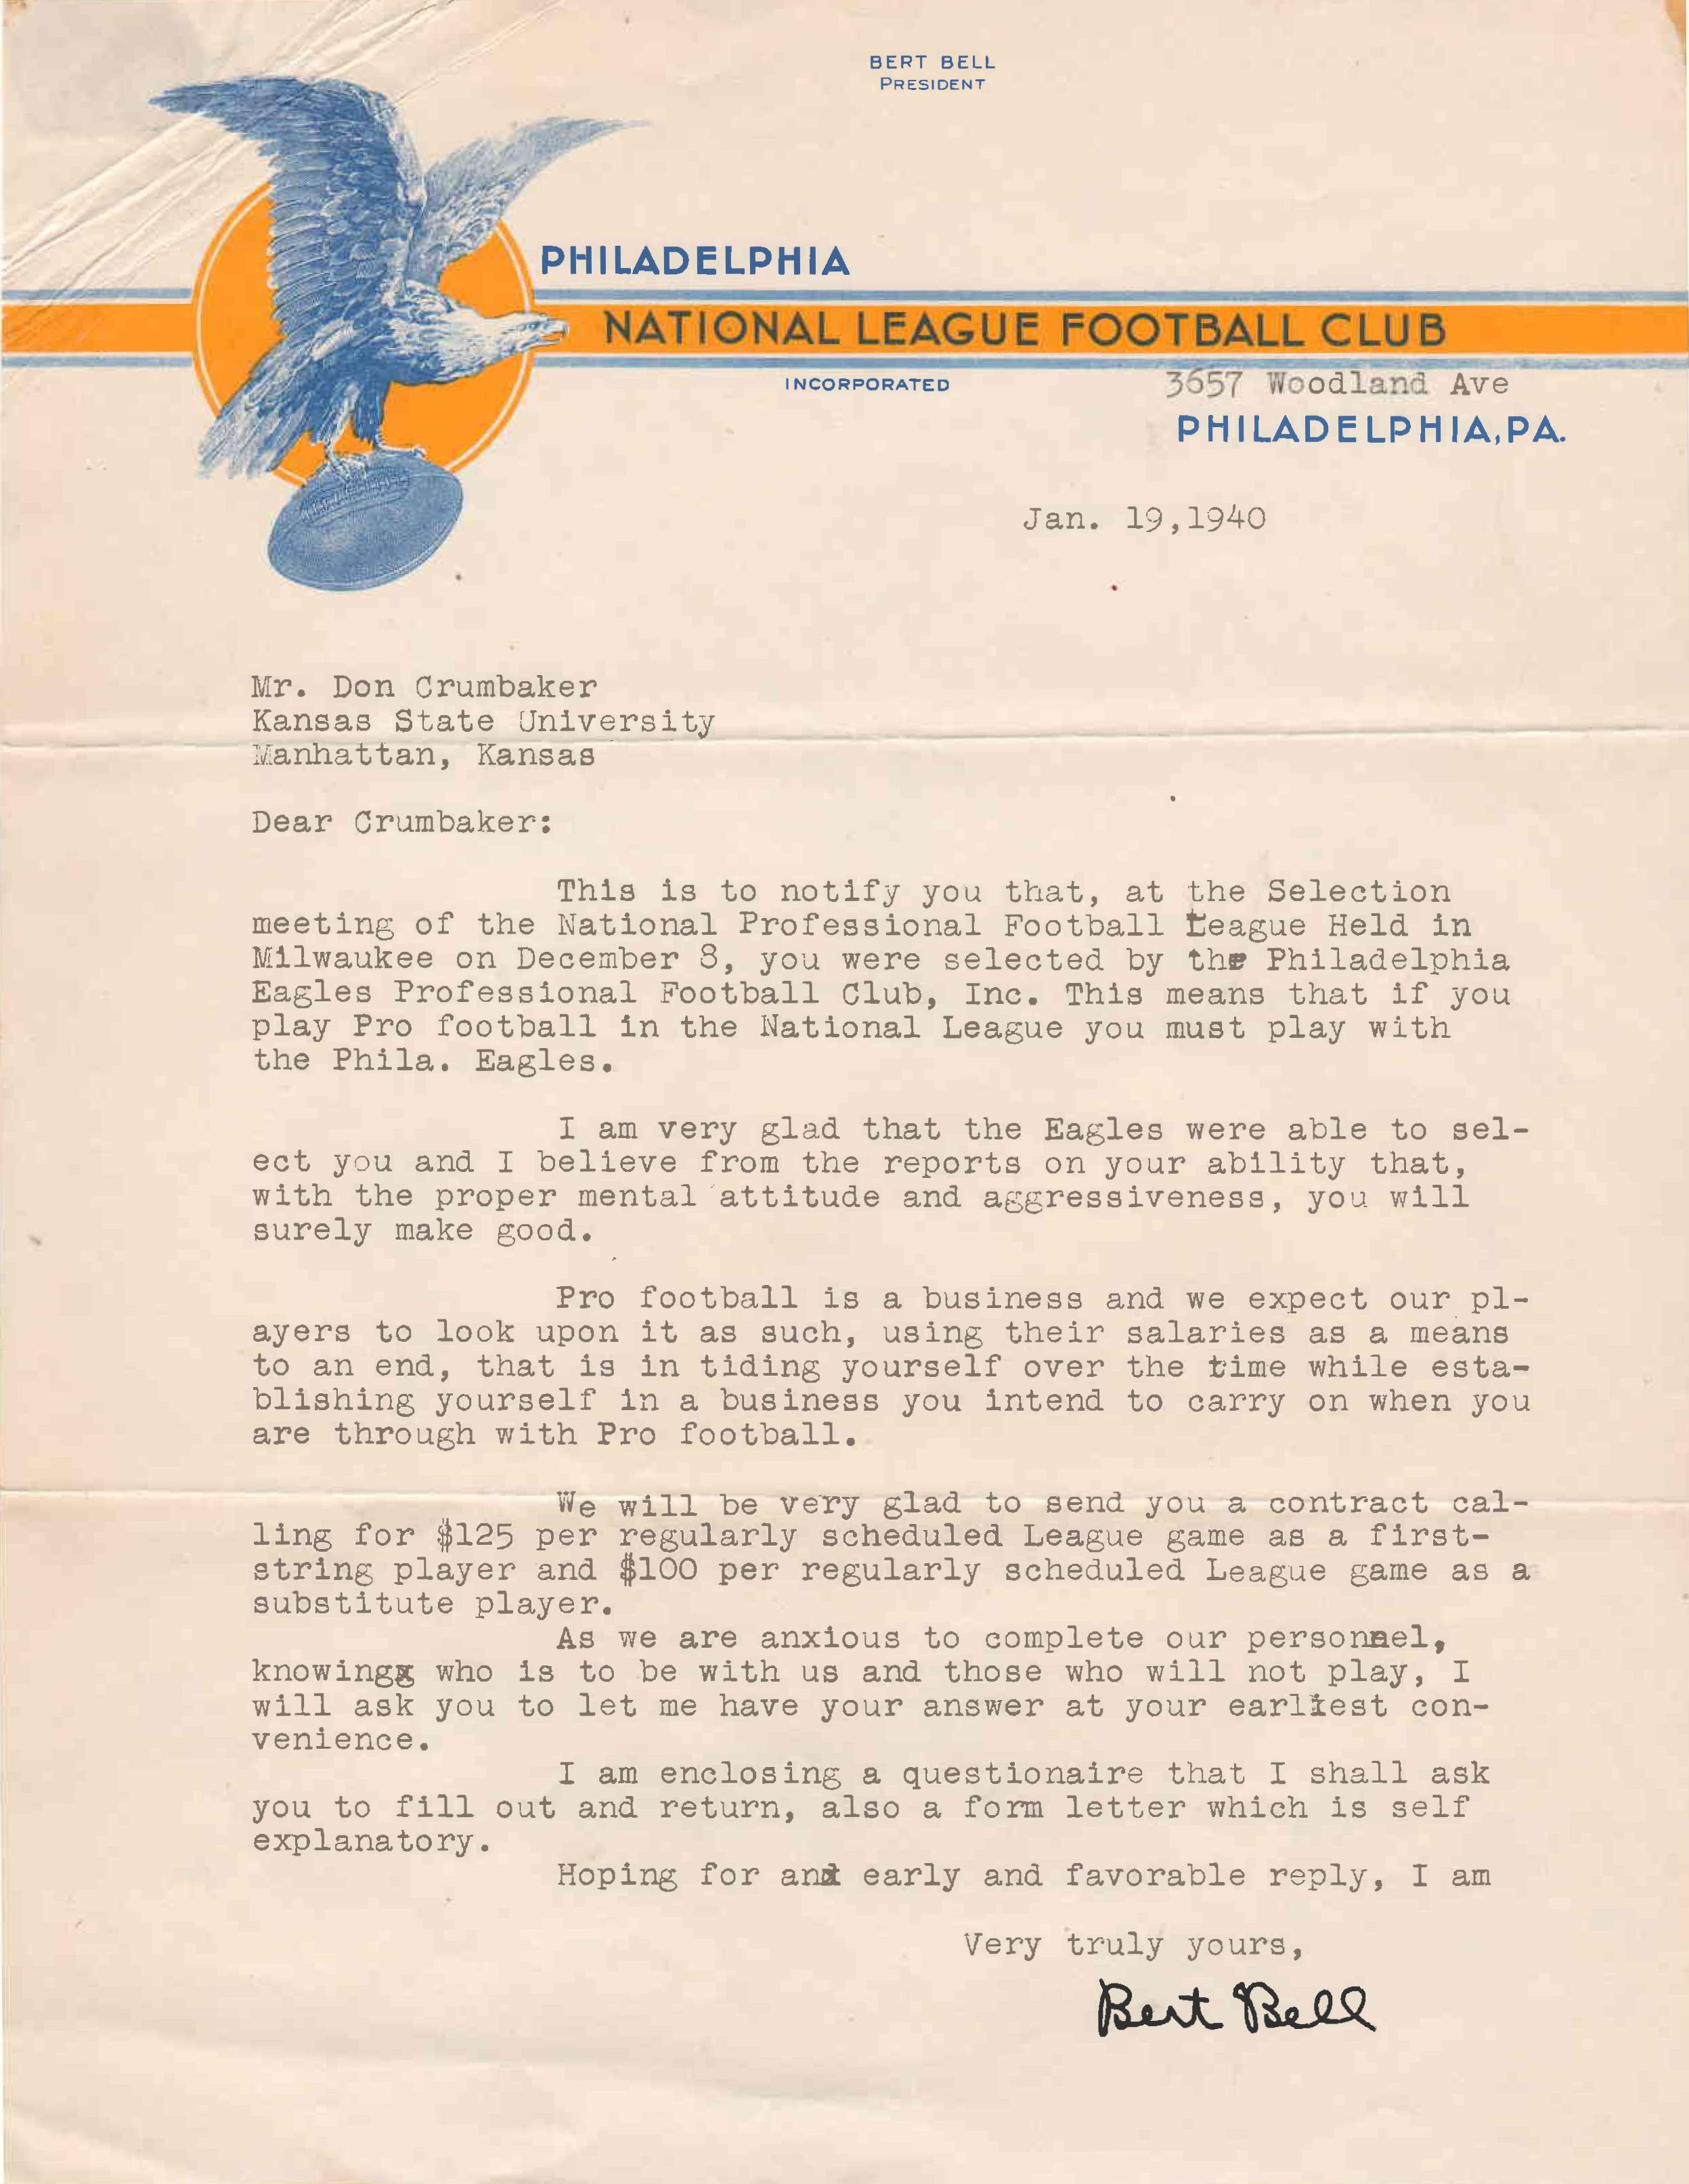 BERT BELL
PRESIDENT
PHILADELPHIA
NATIONAL LEAGUE FOOTBALL CLUB
INCORPORATED
3657 Woodland Ave
PHILADELPHIA, PA.
Jan. 19,1940
Mr. Don Crumbaker
Kansas State University
Manhattan, Kansas
Dear Crumbaker:
This is to notify you that, at the Selection
meeting of the National Professional Football League Held in
Milwaukee on December 8, you were selected by the Philadelphia
Eagles Professional Football Club, Inc. This means that if you
play Pro football in the National League you must play with
the Phila. Eagles.
I am very glad that the Eagles were able to sel-
ect you and I believe from the reports on your ability that,
with the proper mental attitude and aggressiveness, you will
surely make good.
Pro football is a business and we expect our pl-
ayers to look upon it as such, using their salaries as a means
to an end, that is in tiding yourself over the time while esta-
blishing yourself in a business you intend to carry on when you
are through with Pro football.
We will be very glad to send you a contract cal-
ling for $125 per regularly scheduled League game as a first-
string player and $100 per regularly scheduled League game as a
substitute player.
As we are anxious to complete our personnel,
knowingx who is to be with us and those who will not play, I
will ask you to let me have your answer at your earliest con-
venience.
I am enclosing a questionaire that I shall ask
you to fill out and return, also a form letter which is self
explanatory.
Hoping for anx early and favorable reply, I am
Very truly yours,
Bert Bell